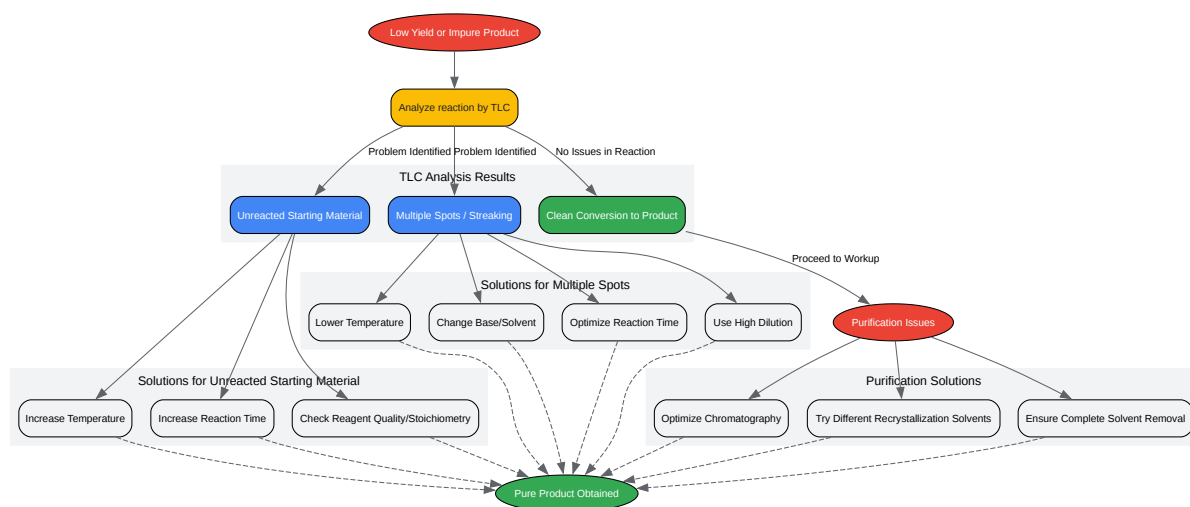 Low Yield or Impure Product
Analyze reaction by TLC
Problem Identified
Problem Identified
No Issues in Reaction
TLC Analysis Results
Unreacted Starting Material
Multiple Spots / Streaking
Clean Conversion to Product
Proceed to Workup
Solutions for Multiple Spots
Lower Temperature
Change Base/Solvent
Optimize Reaction Time
Use High Dilution
Purification Issues
Solutions for Unreacted Starting Material
Purification Solutions
Increase Temperature
Increase Reaction Time
Check Reagent Quality/Stoichiometry
Optimize Chromatography
Try Different Recrystallization Solvents
Ensure Complete Solvent Removal
Pure Product Obtained